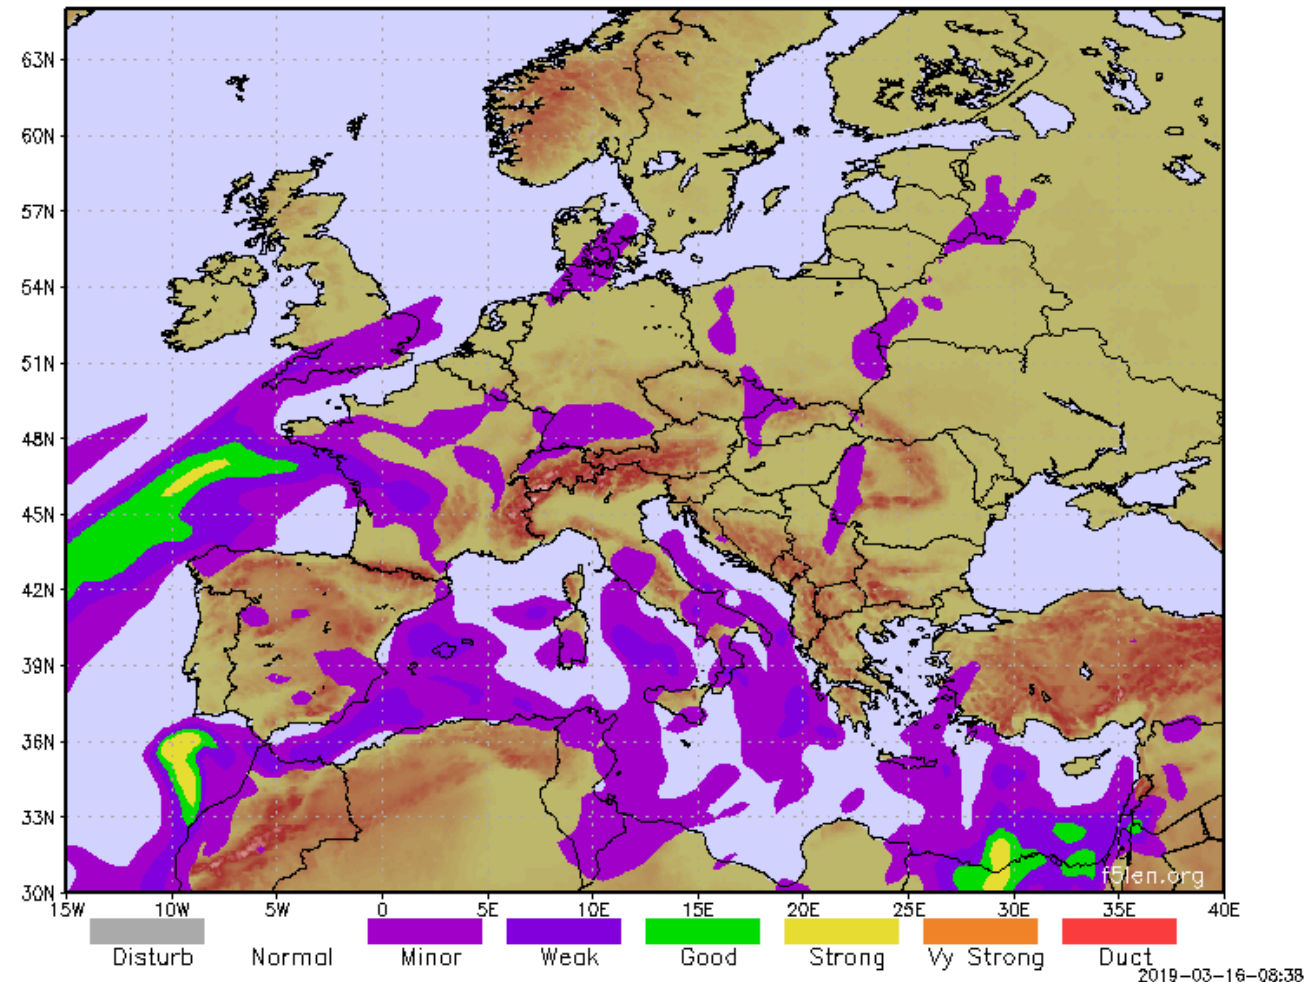 63N
60N
57N
54N
51N
48N
45N
42N
39N
36N
33N
30N
f5len.org
15W 10W 5W 0 5E 10E 15E 20E 25E 30E 35E 40E
Disturb Normal Minor Weak Good Strong Vy Strong Duct
2019-03-16-08:38